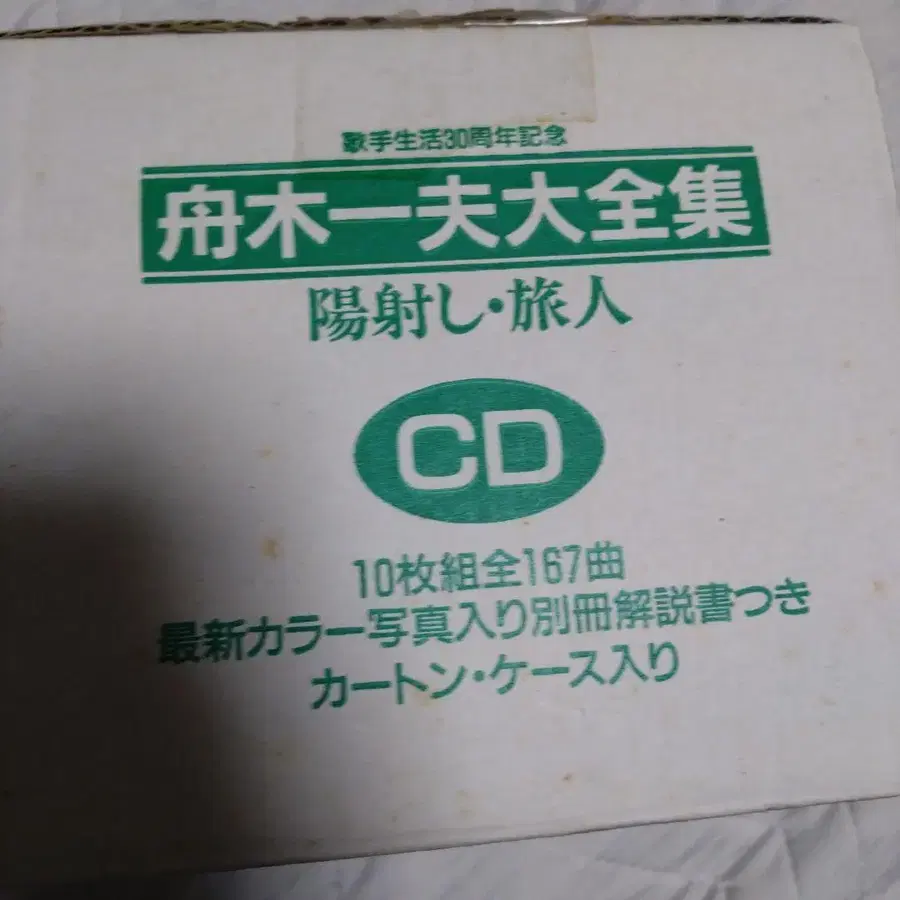 歌手生活30周年記念
舟木一夫大全集
陽射し・旅人
CD
10枚組全167曲
最新カラー写真入り別冊解説書つき
カートン・ケース入り